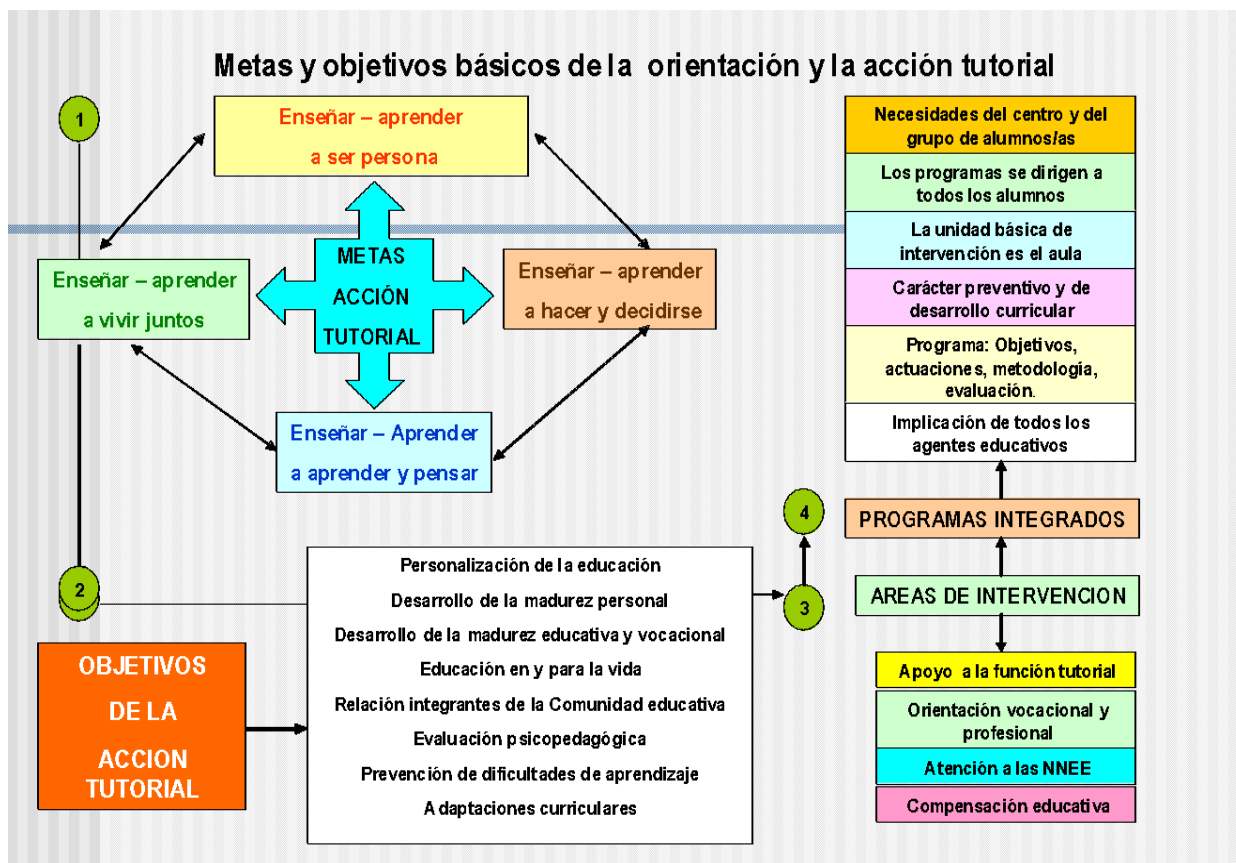 Metas y objetivos básicos de la orientación y la acción tutorial
1
Enseñar – aprender
a ser persona
Enseñar – aprender
a vivir juntos
METAS
ACCIÓN
TUTORIAL
Enseñar – aprender
a hacer y decidirse
Enseñar – Aprender
a aprender y pensar
Necesidades del centro y del
grupo de alumnos/as
Los programas se dirigen a
todos los alumnos
La unidad básica de
intervención es el aula
Carácter preventivo y de
desarrollo curricular
Programa: Objetivos,
actuaciones, metodología,
evaluación.
Implicación de todos los
agentes educativos
2
OBJETIVOS
DE LA
ACCION
TUTORIAL
Personalización de la educación
Desarrollo de la madurez personal
Desarrollo de la madurez educativa y vocacional
Educación en y para la vida
Relación integrantes de la Comunidad educativa
Evaluación psicopedagógica
Prevención de dificultades de aprendizaje
Adaptaciones curriculares
4
3
PROGRAMAS INTEGRADOS
AREAS DE INTERVENCION
Apoyo a la función tutorial
Orientación vocacional y
profesional
Atención a las NNEE
Compensación educativa